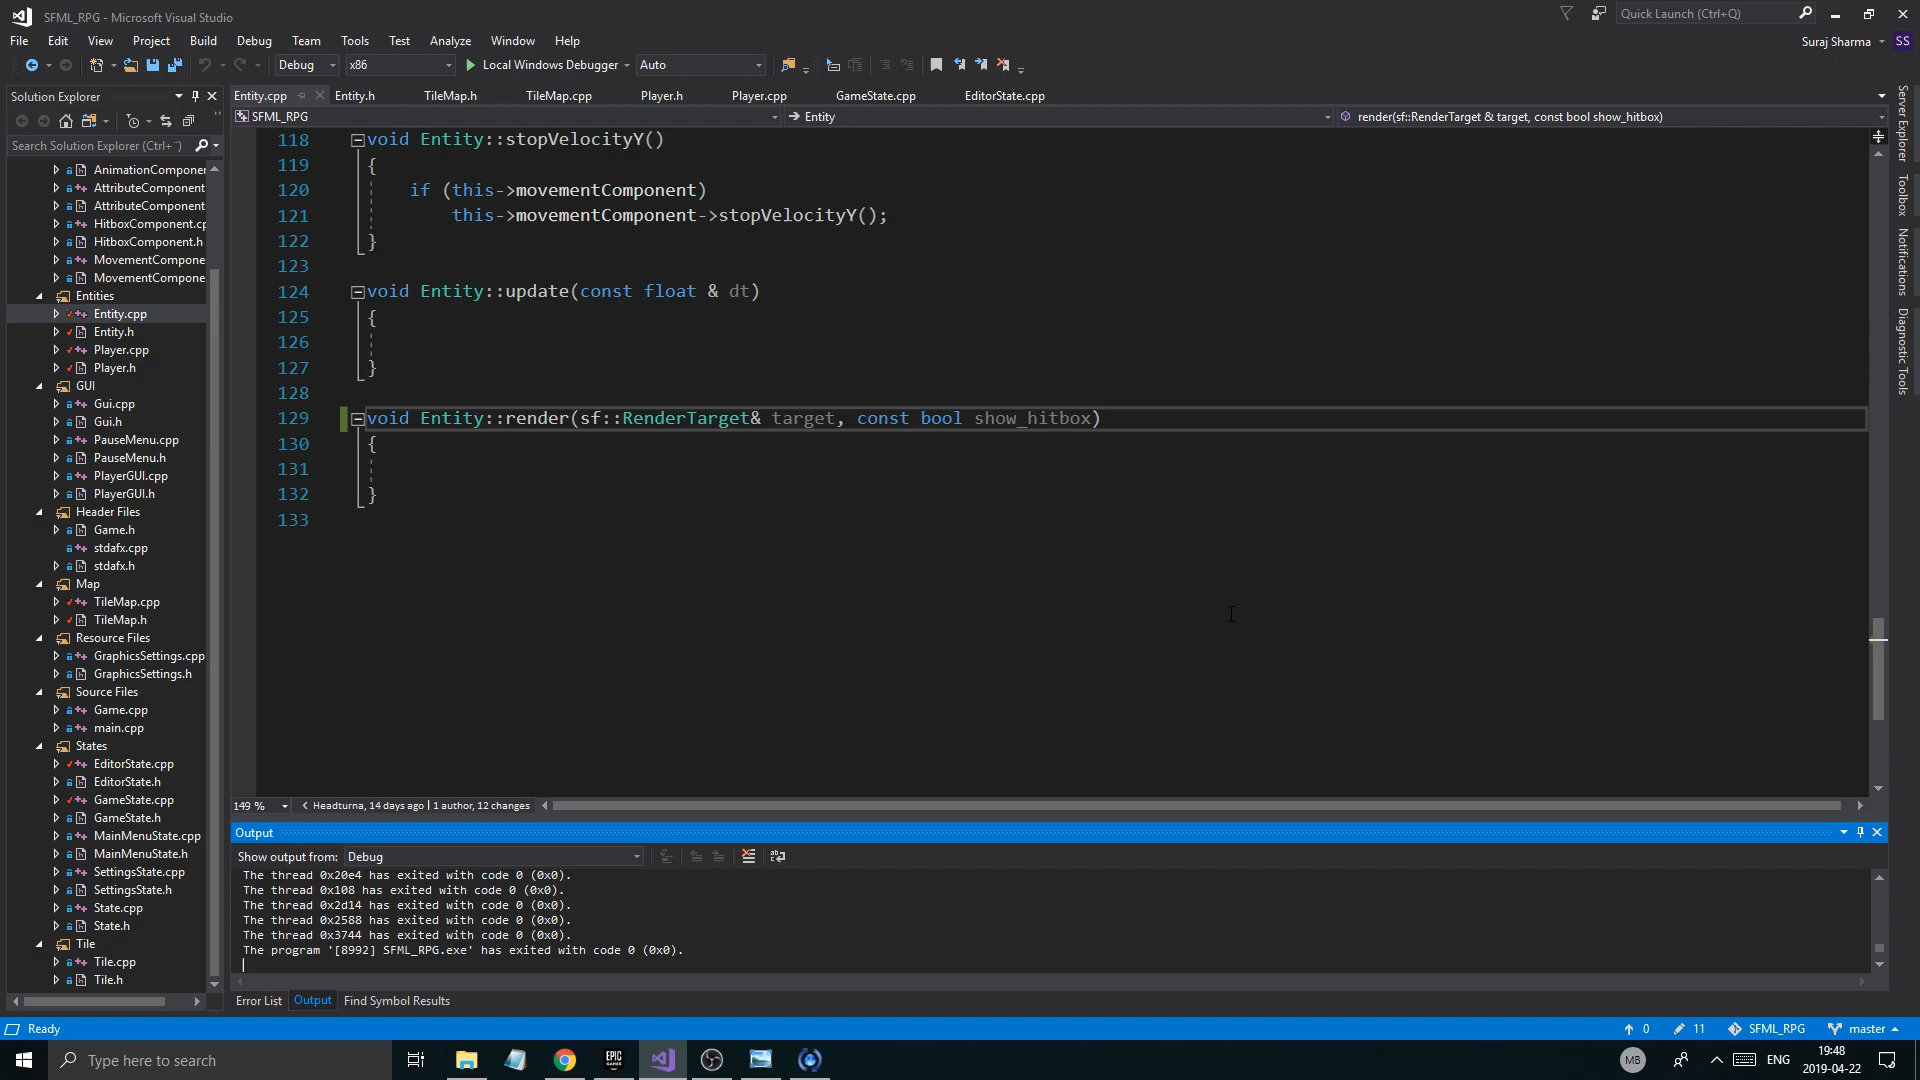 SFML_RPG - Microsoft Visual Studio
Quick Launch (Ctrl+Q)
File Edit View Project Build Debug Team Tools Test Analyze Window Help
Suraj Sharma SS
Debug x86 Local Windows Debugger Auto
Solution Explorer
Search Solution Explorer (Ctrl+¨)
AnimationComponer
AttributeComponent
AttributeComponent
HitboxComponent.cp
HitboxComponent.h
MovementCompone
MovementCompone
Entities
Entity.cpp
Entity.h
Player.cpp
Player.h
GUI
Gui.cpp
Gui.h
PauseMenu.cpp
PauseMenu.h
PlayerGUI.cpp
PlayerGUI.h
Header Files
Game.h
stdafx.cpp
stdafx.h
Map
TileMap.cpp
TileMap.h
Resource Files
GraphicsSettings.cpp
GraphicsSettings.h
Source Files
Game.cpp
main.cpp
States
EditorState.cpp
EditorState.h
GameState.cpp
GameState.h
MainMenuState.cpp
MainMenuState.h
SettingsState.cpp
SettingsState.h
State.cpp
State.h
Tile
Tile.cpp
Tile.h
Entity.cpp Entity.h TileMap.h TileMap.cpp Player.h Player.cpp GameState.cpp EditorState.cpp
SFML_RPG Entity render(sf::RenderTarget & target, const bool show_hitbox)
118 void Entity::stopVelocityY()
119 {
120 if (this->movementComponent)
121 this->movementComponent->stopVelocityY();
122 }
123
124 void Entity::update(const float & dt)
125 {
126
127 }
128
129 void Entity::render(sf::RenderTarget& target, const bool show_hitbox)
130 {
131
132 }
133
149 % Headturna, 14 days ago | 1 author, 12 changes
Output
Show output from: Debug
The thread 0x20e4 has exited with code 0 (0x0).
The thread 0x108 has exited with code 0 (0x0).
The thread 0x2d14 has exited with code 0 (0x0).
The thread 0x2588 has exited with code 0 (0x0).
The thread 0x3744 has exited with code 0 (0x0).
The program '[8992] SFML_RPG.exe' has exited with code 0 (0x0).
Error List Output Find Symbol Results
Server Explorer
Toolbox
Notifications
Diagnostic Tools
Ready 0 11 SFML_RPG master
Type here to search
EPIC GAMES
MB ENG 19:48
2019-04-22